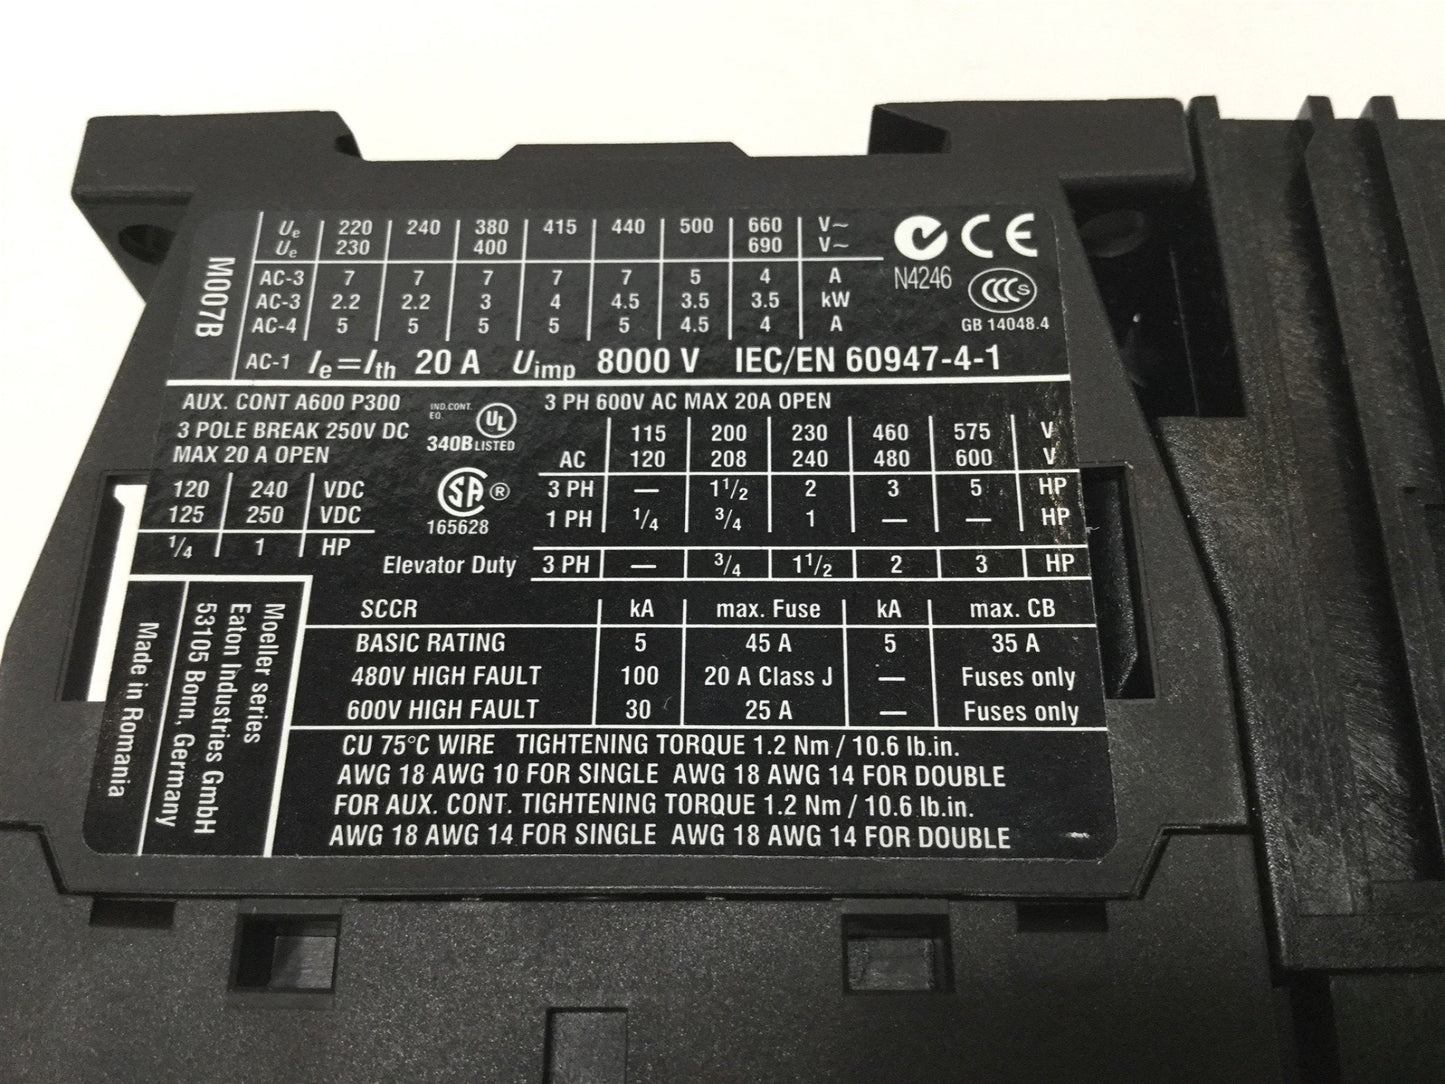 M007B
Ue 220 240 380 415 440 500 660 V~
Ue 230 400 690 V~
AC-3 7 7 7 7 7 5 4 A
AC-3 2.2 2.2 3 4 4.5 3.5 3.5 kW
AC-4 5 5 5 5 5 4.5 4 A
AC-1 Ie=Ith 20 A Uimp 8000 V IEC/EN 60947-4-1
CE
N4246
CCC S
GB 14048.4
AUX. CONT A600 P300
3 POLE BREAK 250V DC
MAX 20 A OPEN
120 240 VDC
125 250 VDC
1/4 1 HP
IND.CONT.
EQ.
UL
340B LISTED
SA ®
165628
3 PH 600V AC MAX 20A OPEN
115 200 230 460 575 V
AC 120 208 240 480 600 V
3 PH — 1 1/2 2 3 5 HP
1 PH 1/4 3/4 1 — — HP
Elevator Duty 3 PH — 3/4 1 1/2 2 3 HP
SCCR kA max. Fuse kA max. CB
BASIC RATING 5 45 A 5 35 A
480V HIGH FAULT 100 20 A Class J — Fuses only
600V HIGH FAULT 30 25 A — Fuses only
CU 75°C WIRE TIGHTENING TORQUE 1.2 Nm / 10.6 lb.in.
AWG 18 AWG 10 FOR SINGLE AWG 18 AWG 14 FOR DOUBLE
FOR AUX. CONT. TIGHTENING TORQUE 1.2 Nm / 10.6 lb.in.
AWG 18 AWG 14 FOR SINGLE AWG 18 AWG 14 FOR DOUBLE
Moeller series
Eaton Industries GmbH
53105 Bonn, Germany
Made in Romania